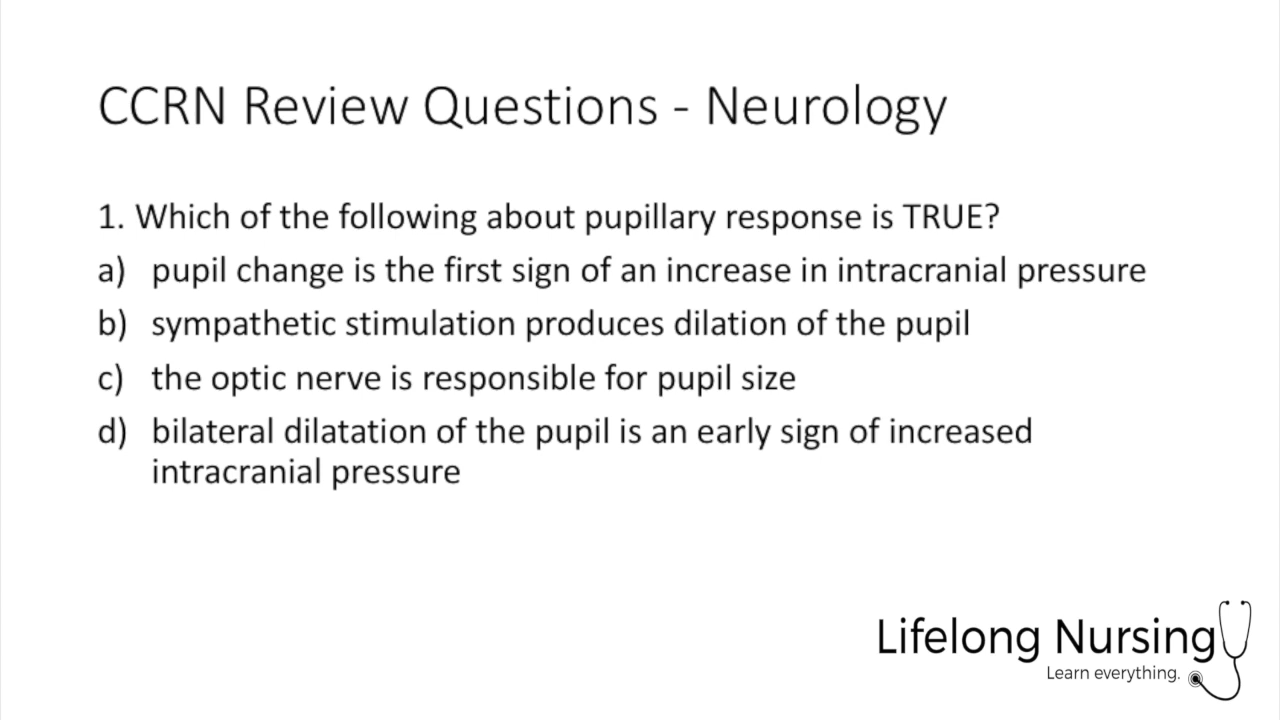 CCRN Review Questions - Neurology
1. Which of the following about pupillary response is TRUE?
a) pupil change is the first sign of an increase in intracranial pressure
b) sympathetic stimulation produces dilation of the pupil
c) the optic nerve is responsible for pupil size
d) bilateral dilatation of the pupil is an early sign of increased
intracranial pressure
Lifelong Nursing
Learn everything.